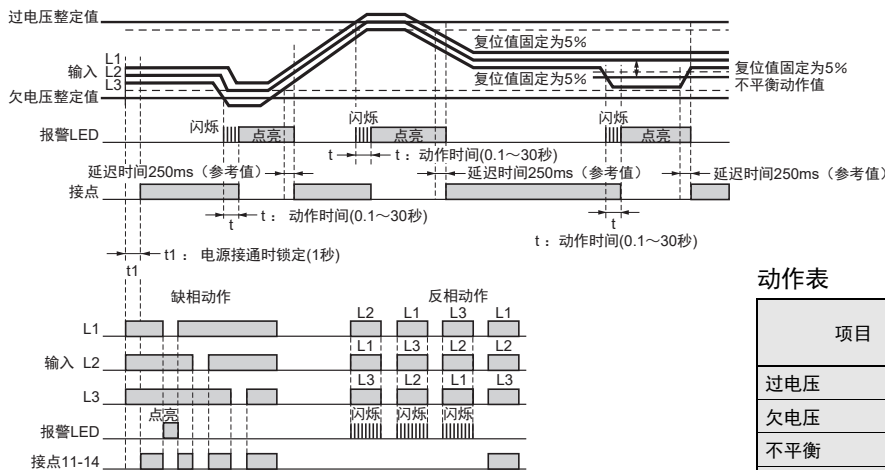 过电压整定值
复位值固定为5%
L1
输入 L2
L3
复位值固定为5%
复位值固定为5%
不平衡动作值
欠电压整定值
闪烁
闪烁
闪烁
报警LED
点亮
点亮
点亮
t
t：动作时间(0.1～30秒)
延迟时间250ms（参考值）
延迟时间250ms（参考值）
延迟时间250ms（参考值）
接点
t
t：动作时间(0.1～30秒)
t
t：动作时间(0.1～30秒)
t1： 电源接通时锁定(1秒)
t1
缺相动作
反相动作
L2 L1 L3 L1
L1
L1 L3 L2 L2
输入 L2
L3 L2 L1 L3
L3
点亮
闪烁 闪烁 闪烁
报警LED
接点11-14
动作表
项目
过电压
欠电压
不平衡